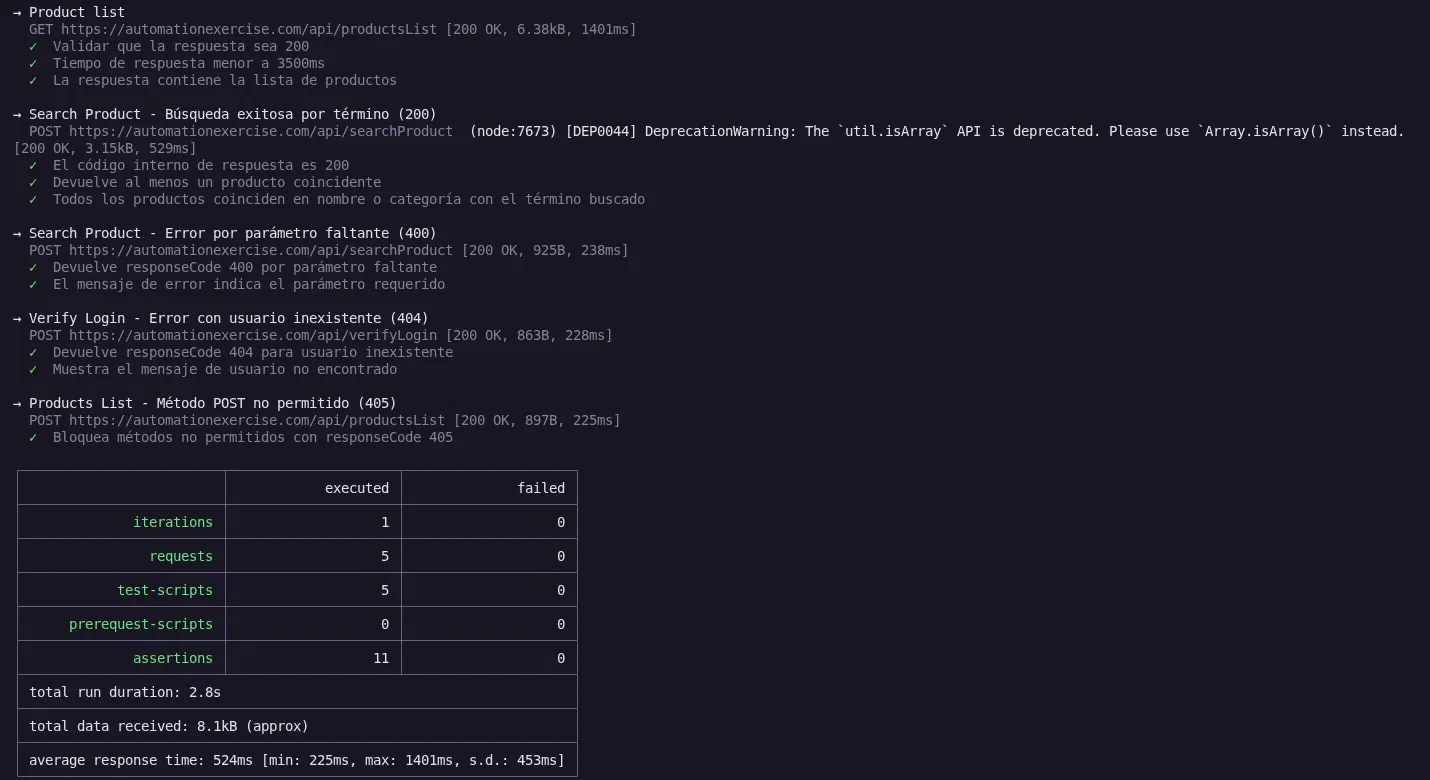 → Product list
GET https://automationexercise.com/api/productsList [200 OK, 6.38kB, 1401ms]
✓ Validar que la respuesta sea 200
✓ Tiempo de respuesta menor a 3500ms
✓ La respuesta contiene la lista de productos
→ Search Product - Búsqueda exitosa por término (200)
POST https://automationexercise.com/api/searchProduct (node:7673) [DEP0044] DeprecationWarning: The `util.isArray` API is deprecated. Please use `Array.isArray()` instead.
[200 OK, 3.15kB, 529ms]
✓ El código interno de respuesta es 200
✓ Devuelve al menos un producto coincidente
✓ Todos los productos coinciden en nombre o categoría con el término buscado
→ Search Product - Error por parámetro faltante (400)
POST https://automationexercise.com/api/searchProduct [200 OK, 925B, 238ms]
✓ Devuelve responseCode 400 por parámetro faltante
✓ El mensaje de error indica el parámetro requerido
→ Verify Login - Error con usuario inexistente (404)
POST https://automationexercise.com/api/verifyLogin [200 OK, 863B, 228ms]
✓ Devuelve responseCode 404 para usuario inexistente
✓ Muestra el mensaje de usuario no encontrado
→ Products List - Método POST no permitido (405)
POST https://automationexercise.com/api/productsList [200 OK, 897B, 225ms]
✓ Bloquea métodos no permitidos con responseCode 405
executed failed
iterations 1 0
requests 5 0
test-scripts 5 0
prerequest-scripts 0 0
assertions 11 0
total run duration: 2.8s
total data received: 8.1kB (approx)
average response time: 524ms [min: 225ms, max: 1401ms, s.d.: 453ms]